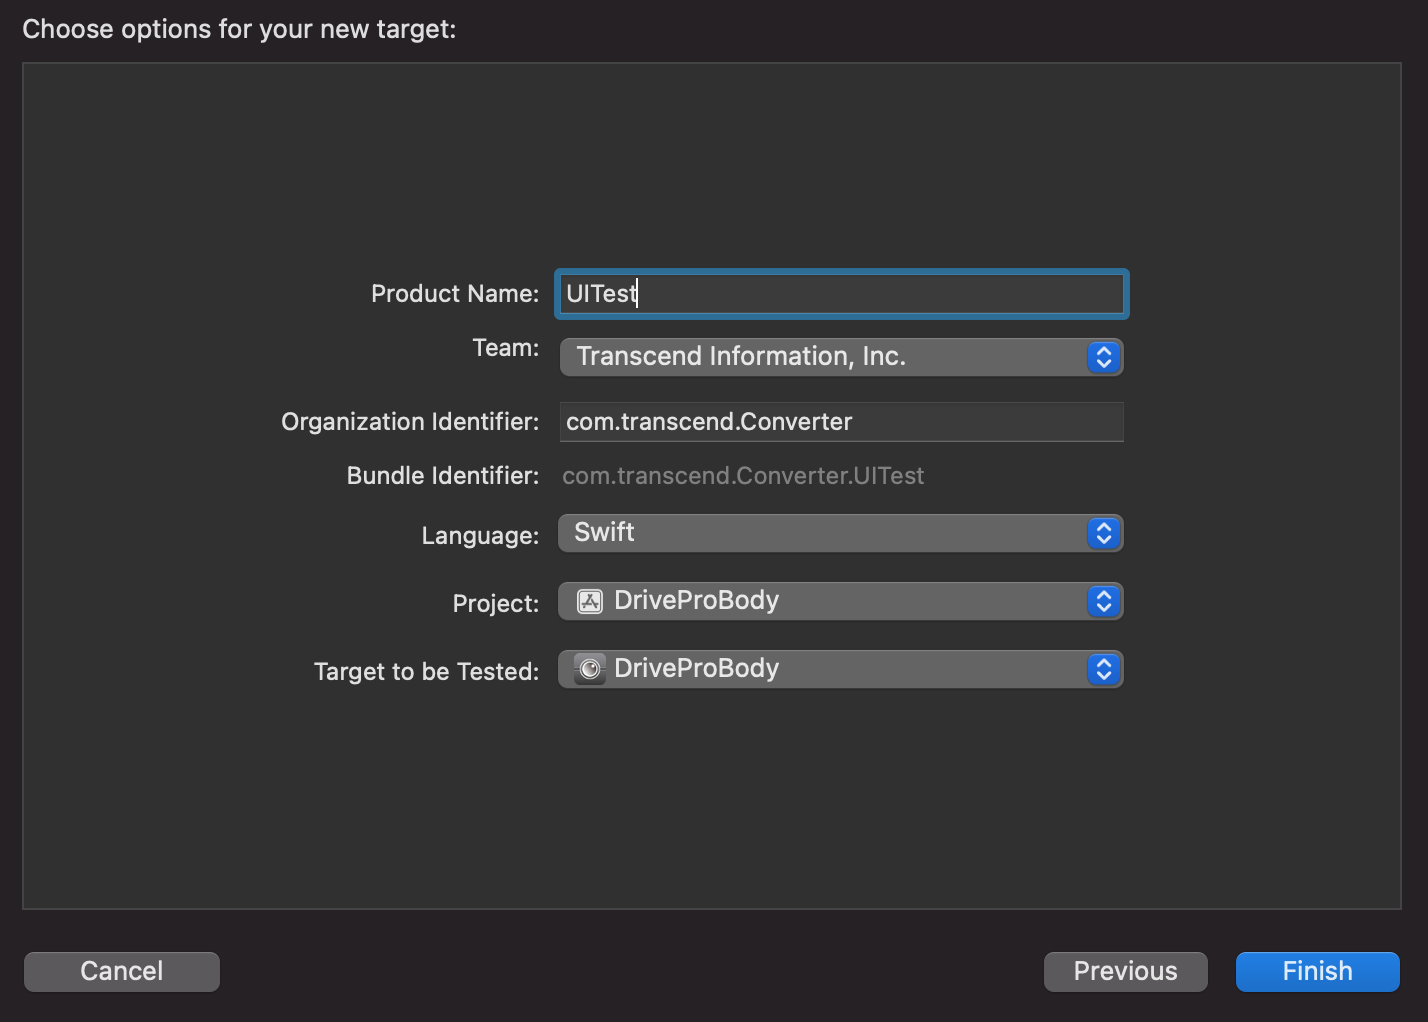 Choose options for your new target:
Product Name: UITest
Team: Transcend Information, Inc.
Organization Identifier: com.transcend.Converter
Bundle Identifier: com.transcend.Converter.UITest
Language: Swift
Project: DriveProBody
Target to be Tested: DriveProBody
Cancel Previous Finish